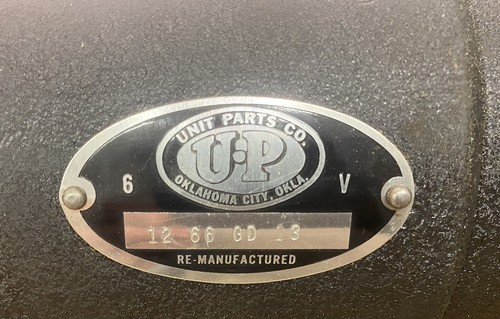 UNIT PARTS CO.
U·P
OKLAHOMA CITY, OKLA.
6 V
12 66 GD 13
RE-MANUFACTURED